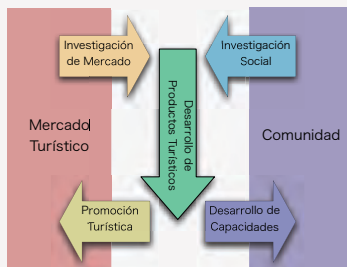 Investigación
de Mercado
Investigación
Social
Desarrollo de
Productos Turísticos
Mercado
Turístico
Comunidad
Promoción
Turística
Desarrollo de
Capacidades